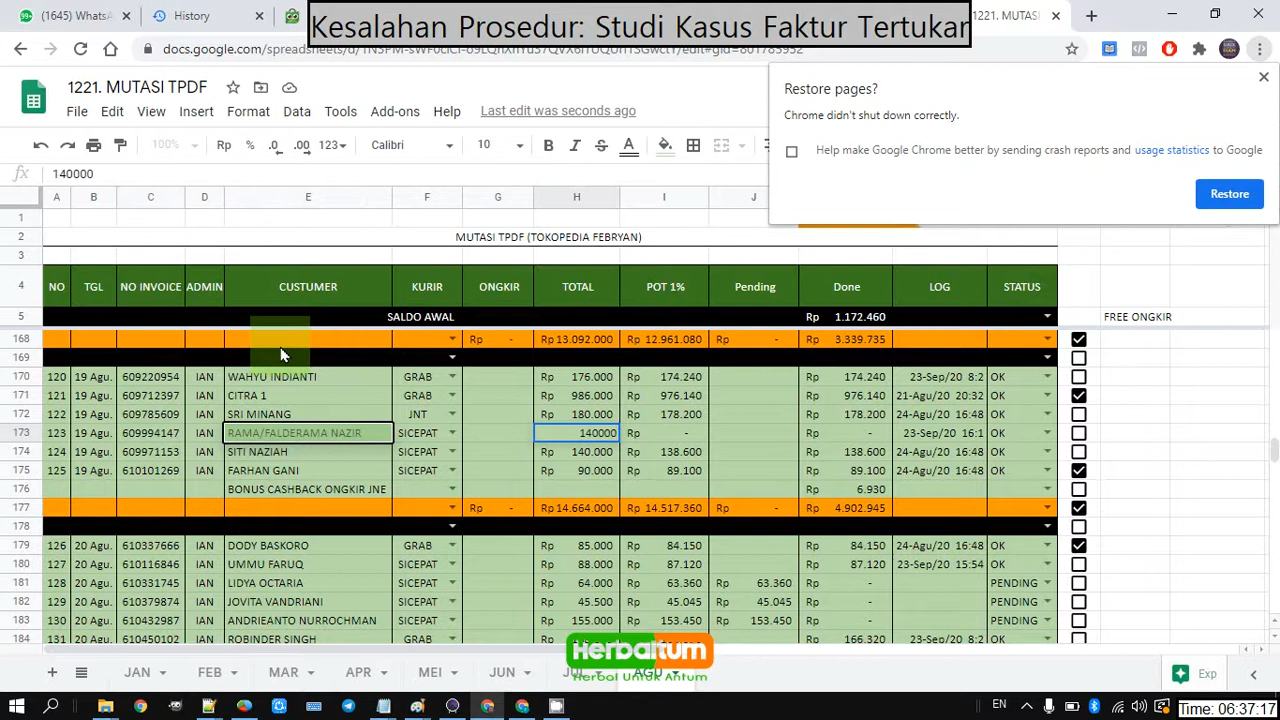 (1645) WhatsA
History
Kesalahan Prosedur: Studi Kasus Faktur Tertukar
1221. MUTASI
1221. MUTASI TPDF
File Edit View Insert Format Data Tools Add-ons Help Last edit was seconds ago
Restore pages?
Chrome didn't shut down correctly.
Help make Google Chrome better by sending crash reports and usage statistics to Google
Restore
100% Rp % .0 .00 123 Calibri 10 B I S A
fx 140000
A B C D E F G H I J
1
2 MUTASI TPDF (TOKOPEDIA FEBRYAN)
3
4 NO TGL NO INVOICE ADMIN CUSTUMER KURIR ONGKIR TOTAL POT 1% Pending Done LOG STATUS
5 SALDO AWAL Rp 1.172.460 FREE ONGKIR
168 Rp - Rp 13.092.000 Rp 12.961.080 Rp - Rp 3.339.735
169
170 120 19 Agu. 609220954 IAN WAHYU INDIANTI GRAB Rp 176.000 Rp 174.240 Rp 174.240 23-Sep/20 8:2 OK
171 121 19 Agu. 609712397 IAN CITRA 1 GRAB Rp 986.000 Rp 976.140 Rp 976.140 21-Agu/20 20:32 OK
172 122 19 Agu. 609785609 IAN SRI MINANG JNT Rp 180.000 Rp 178.200 Rp 178.200 24-Agu/20 16:48 OK
173 123 19 Agu. 609994147 IAN RAMA/FALDERAMA NAZIR SICEPAT 140000 Rp - Rp - 23-Sep/20 16:1 OK
174 124 19 Agu. 609971153 IAN SITI NAZIAH SICEPAT Rp 140.000 Rp 138.600 Rp 138.600 24-Agu/20 16:48 OK
175 125 19 Agu. 610101269 IAN FARHAN GANI SICEPAT Rp 90.000 Rp 89.100 Rp 89.100 24-Agu/20 16:48 OK
176 BONUS CASHBACK ONGKIR JNE Rp 6.930
177 Rp - Rp 14.664.000 Rp 14.517.360 Rp - Rp 4.902.945
178
179 126 20 Agu. 610337666 IAN DODY BASKORO GRAB Rp 85.000 Rp 84.150 Rp 84.150 24-Agu/20 16:48 OK
180 127 20 Agu. 610116846 IAN UMMU FARUQ SICEPAT Rp 88.000 Rp 87.120 Rp 87.120 23-Sep/20 15:54 OK
181 128 20 Agu. 610331745 IAN LIDYA OCTARIA SICEPAT Rp 64.000 Rp 63.360 Rp 63.360 Rp - PENDING
182 129 20 Agu. 610379874 IAN JOVITA VANDRIANI SICEPAT Rp 45.500 Rp 45.045 Rp 45.045 Rp - PENDING
183 130 20 Agu. 610432987 IAN ANDRIEANTO NURROCHMAN SICEPAT Rp 155.000 Rp 153.450 Rp 153.450 Rp - PENDING
184 131 20 Agu. 610450102 IAN ROBINDER SINGH GRAB Rp 166.320 23-Sep/20 16:48 OK
Herbaltum
Herbal Untuk Antum
JAN FEB MAR APR MEI JUN AGU Exp
EN Time: 06:37:17